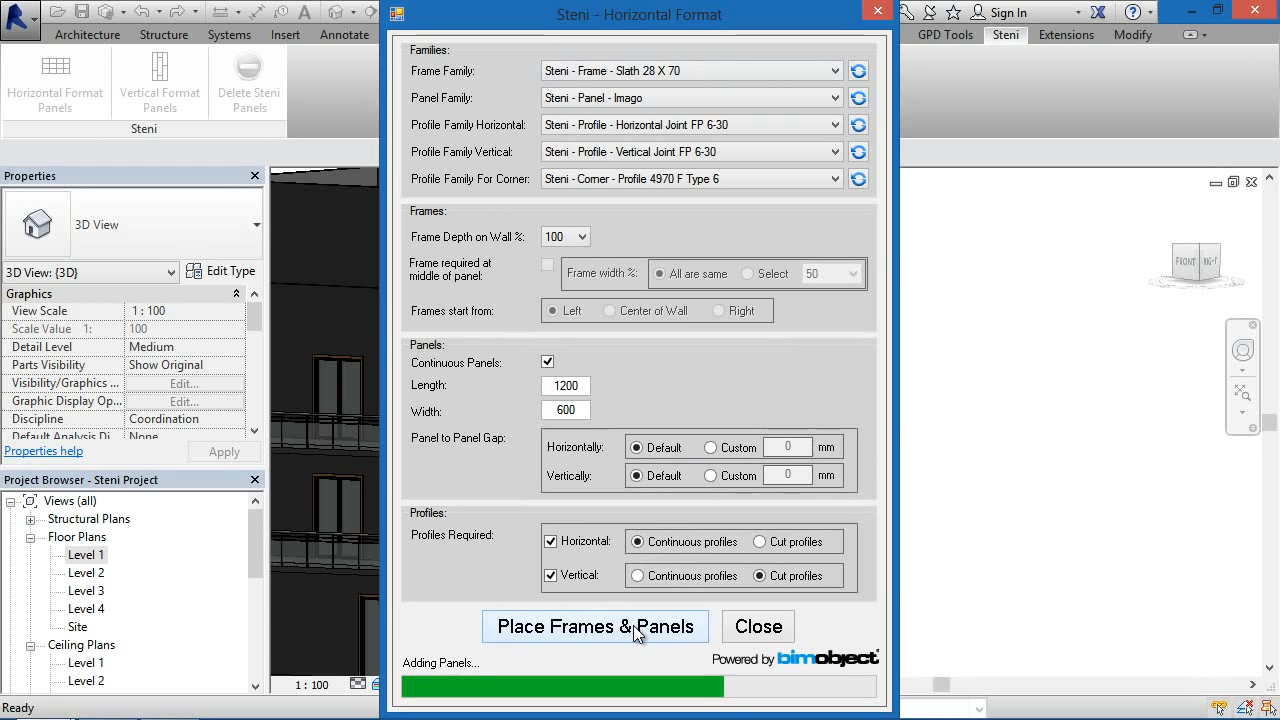 Steni - Horizontal Format
Sign In
Architecture Structure Systems Insert Annotate
GPD Tools Steni Extensions Modify
Horizontal Format Panels
Vertical Format Panels
Delete Steni Panels
Steni
Properties
3D View
3D View: {3D}
Edit Type
Graphics
View Scale 1 : 100
Scale Value 1: 100
Detail Level Medium
Parts Visibility Show Original
Visibility/Graphics ... Edit...
Graphic Display Op... Edit...
Discipline Coordination
Default Analysis Di... None
Properties help
Apply
Project Browser - Steni Project
Views (all)
Structural Plans
Floor Plans
Level 1
Level 2
Level 3
Level 4
Site
Ceiling Plans
Level 1
Level 2
Ready
1 : 100
Families:
Frame Family: Steni - Frame - Slath 28 X 70
Panel Family: Steni - Panel - Imago
Profile Family Horizontal: Steni - Profile - Horizontal Joint FP 6-30
Profile Family Vertical: Steni - Profile - Vertical Joint FP 6-30
Profile Family For Corner: Steni - Corner - Profile 4970 F Type 6
Frames:
Frame Depth on Wall %: 100
Frame required at
middle of panel:
Frame width %: All are same Select 50
Frames start from: Left Center of Wall Right
Panels:
Continuous Panels:
Length: 1200
Width: 600
Panel to Panel Gap:
Horizontally: Default Custom 0 mm
Vertically: Default Custom 0 mm
Profiles:
Profiles Required:
Horizontal: Continuous profiles Cut profiles
Vertical: Continuous profiles Cut profiles
Place Frames & Panels Close
Adding Panels...
Powered by bimobject
FRONT